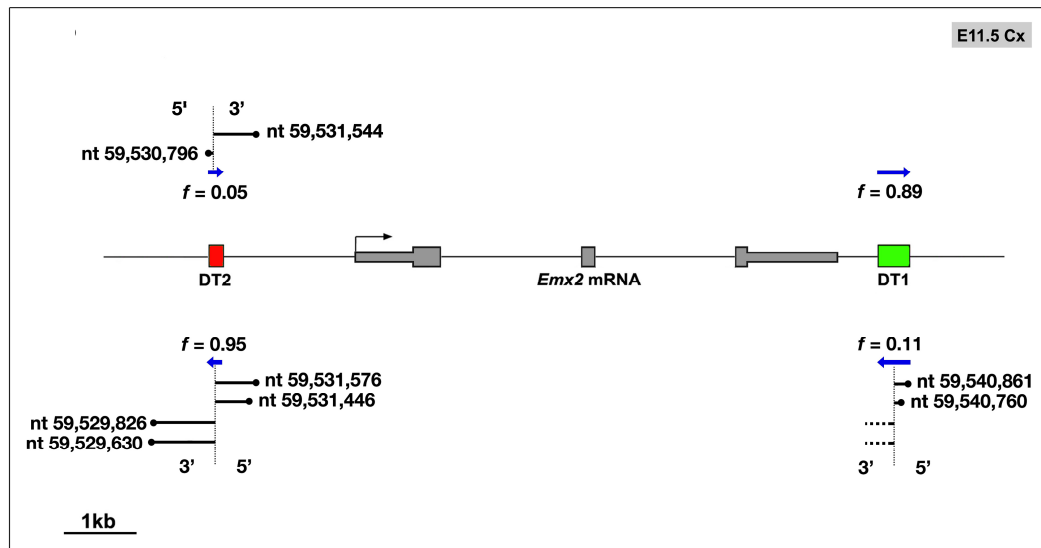 E11.5 Cx
5' 3’
nt 59,531,544
nt 59,530,796
f = 0.05
f = 0.89
DT2
Emx2 mRNA
DT1
f = 0.95
f = 0.11
nt 59,531,576
nt 59,540,861
nt 59,531,446
nt 59,540,760
nt 59,529,826
nt 59,529,630
3’ 5’
3’ 5’
1kb